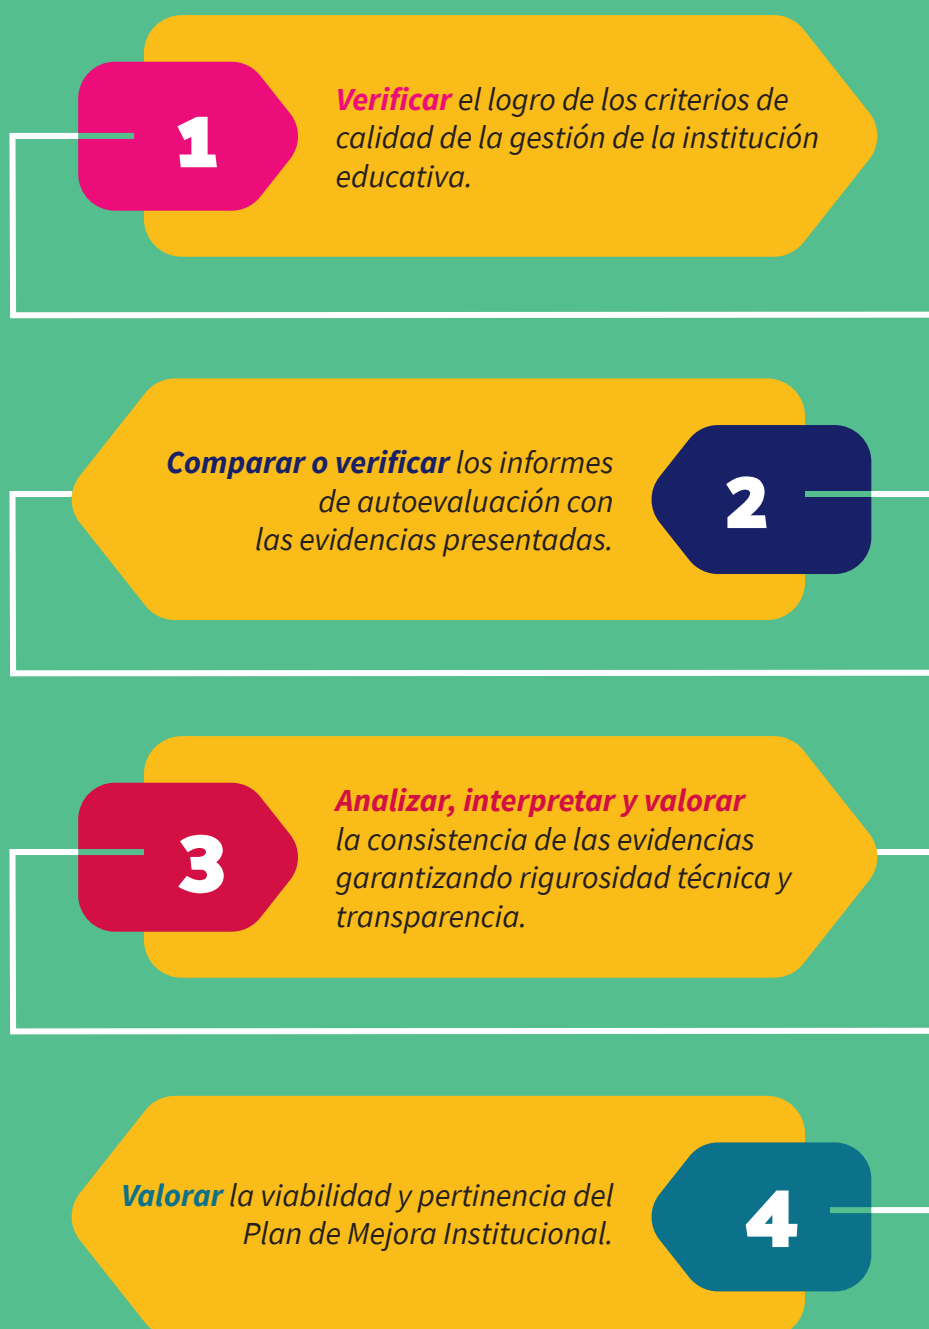 1
Verificar el logro de los criterios de
calidad de la gestión de la institución
educativa.
Comparar o verificar los informes
de autoevaluación con
las evidencias presentadas.
2
3
Analizar, interpretar y valorar
la consistencia de las evidencias
garantizando rigurosidad técnica y
transparencia.
Valorar la viabilidad y pertinencia del
Plan de Mejora Institucional.
4